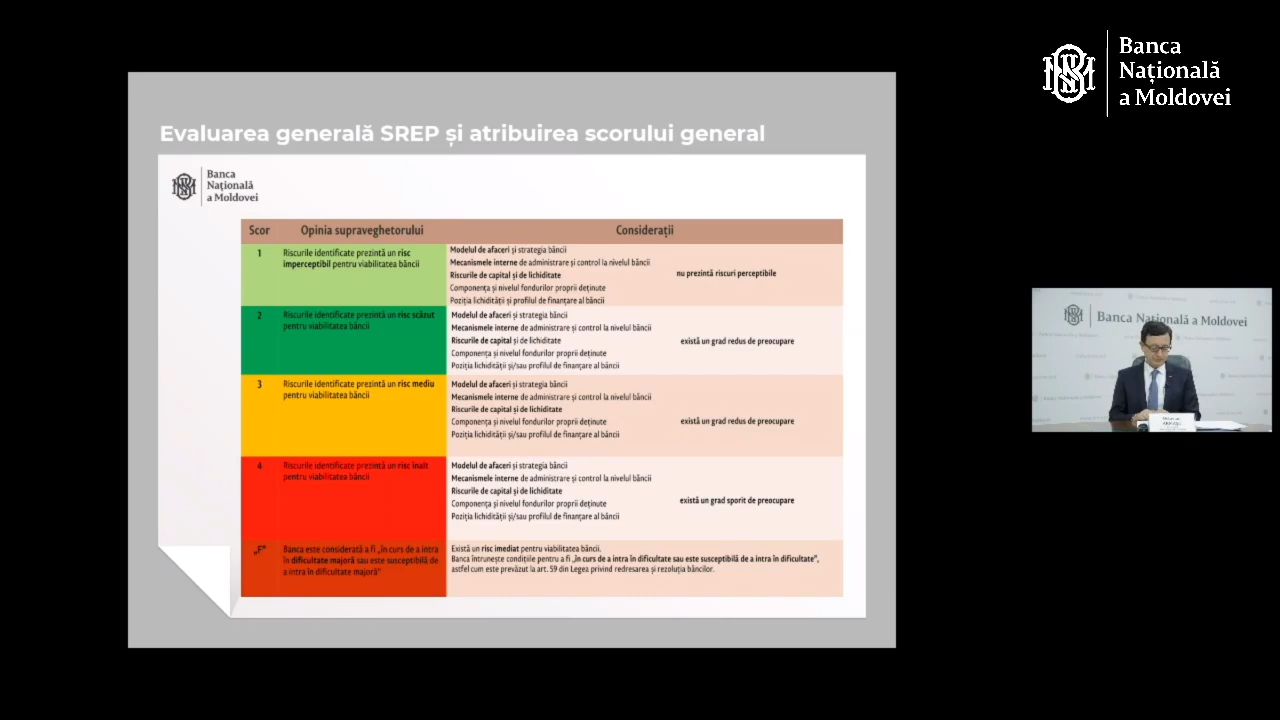 Banca
Națională
a Moldovei
Evaluarea generală SREP și atribuirea scorului general
Banca
Națională
a Moldovei
Scor Opinia supraveghetorului Considerații
1 Riscurile identificate prezintă un risc
imperceptibil pentru viabilitatea băncii
Modelul de afaceri și strategia băncii
Mecanismele interne de administrare și control la nivelul băncii
Riscurile de capital și de lichiditate
Componența și nivelul fondurilor proprii deținute
Poziția lichidității și profilul de finanțare al băncii
nu prezintă riscuri perceptibile
2 Riscurile identificate prezintă un risc scăzut
pentru viabilitatea băncii
Modelul de afaceri și strategia băncii
Mecanismele interne de administrare și control la nivelul băncii
Riscurile de capital și de lichiditate
Componența și nivelul fondurilor proprii deținute
Poziția lichidității și/sau profilul de finanțare al băncii
există un grad redus de preocupare
3 Riscurile identificate prezintă un risc mediu
pentru viabilitatea băncii
Modelul de afaceri și strategia băncii
Mecanismele interne de administrare și control la nivelul băncii
Riscurile de capital și de lichiditate
Componența și nivelul fondurilor proprii deținute
Poziția lichidității și/sau profilul de finanțare al băncii
există un grad redus de preocupare
4 Riscurile identificate prezintă un risc înalt
pentru viabilitatea băncii
Modelul de afaceri și strategia băncii
Mecanismele interne de administrare și control la nivelul băncii
Riscurile de capital și de lichiditate
Componența și nivelul fondurilor proprii deținute
Poziția lichidității și/sau profilul de finanțare al băncii
există un grad sporit de preocupare
„F" Banca este considerată a fi „în curs de a intra
în dificultate majoră sau este susceptibilă de
a intra în dificultate majoră"
Există un risc imediat pentru viabilitatea băncii.
Banca întrunește condițiile pentru a fi „în curs de a intra în dificultate sau este susceptibilă de a intra în dificultate",
astfel cum este prevăzut la art. 59 din Legea privind redresarea și rezoluția băncilor.
Banca Națională a Moldovei